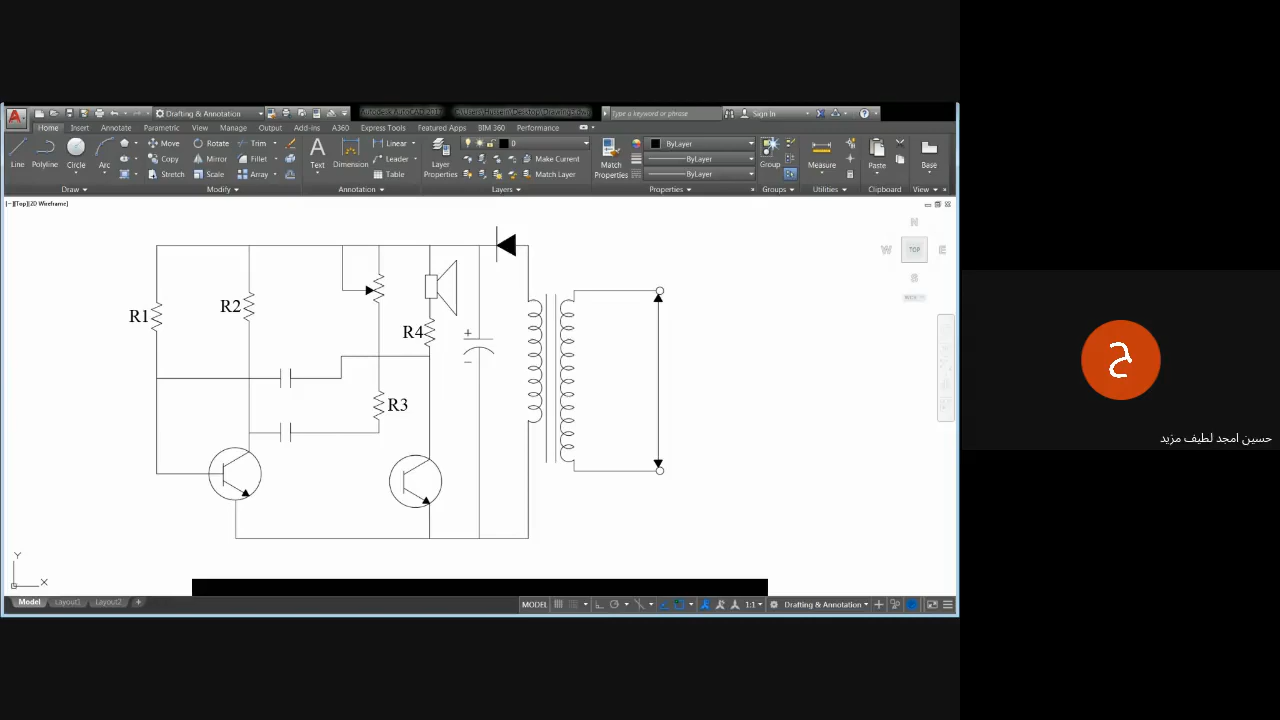 Drafting & Annotation
Type a keyword or phrase
Sign In
Home Insert Annotate Parametric View Manage Output Add-ins A360 Express Tools Featured Apps BIM 360 Performance
Line
Polyline
Circle
Arc
Move
Copy
Stretch
Rotate
Mirror
Scale
Trim
Fillet
Array
Text
Dimension
Linear
Leader
Table
Layer
Properties
0
Make Current
Match Layer
Match
Properties
ByLayer
ByLayer
ByLayer
Group
Measure
Paste
Base
Draw
Modify
Annotation
Layers
Properties
Groups
Utilities
Clipboard
View
[−][Top][2D Wireframe]
N
W
TOP
E
S
R1
R2
R4
+
−
R3
Y
X
Model Layout1 Layout2 +
MODEL
1:1
Drafting & Annotation
ح
حسين امجد لطيف مزيد